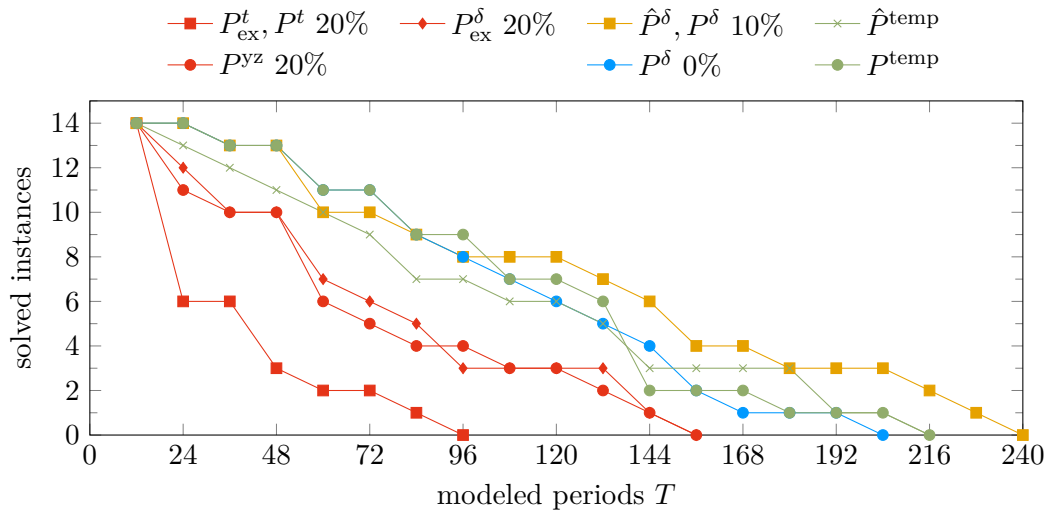 P^t_ex, P^t 20% P^δ_ex 20% P̂^δ, P^δ 10% P̂^temp
P^yz 20% P^δ 0% P^temp
14
12
10
8
6
4
2
0
solved instances
0 24 48 72 96 120 144 168 192 216 240
modeled periods T